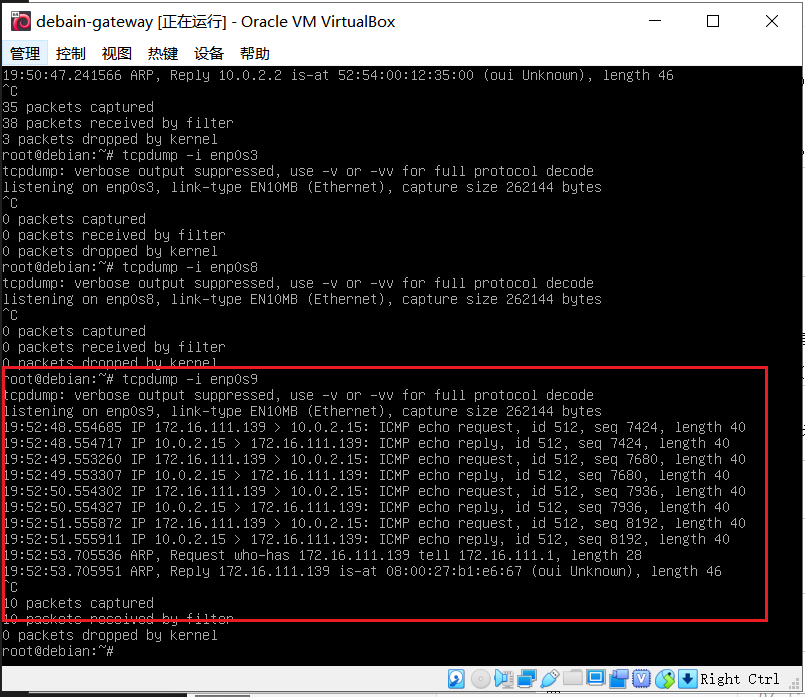 debain-gateway [正在运行] - Oracle VM VirtualBox
管理 控制 视图 热键 设备 帮助
19:50:47.241566 ARP, Reply 10.0.2.2 is-at 52:54:00:12:35:00 (oui Unknown), length 46
^C
35 packets captured
38 packets received by filter
3 packets dropped by kernel
root@debian:~# tcpdump -i enp0s3
tcpdump: verbose output suppressed, use -v or -vv for full protocol decode
listening on enp0s3, link-type EN10MB (Ethernet), capture size 262144 bytes
^C
0 packets captured
0 packets received by filter
0 packets dropped by kernel
root@debian:~# tcpdump -i enp0s8
tcpdump: verbose output suppressed, use -v or -vv for full protocol decode
listening on enp0s8, link-type EN10MB (Ethernet), capture size 262144 bytes
^C
0 packets captured
0 packets received by filter
0 packets dropped by kernel
root@debian:~# tcpdump -i enp0s9
tcpdump: verbose output suppressed, use -v or -vv for full protocol decode
listening on enp0s9, link-type EN10MB (Ethernet), capture size 262144 bytes
19:52:48.554685 IP 172.16.111.139 > 10.0.2.15: ICMP echo request, id 512, seq 7424, length 40
19:52:48.554717 IP 10.0.2.15 > 172.16.111.139: ICMP echo reply, id 512, seq 7424, length 40
19:52:49.553260 IP 172.16.111.139 > 10.0.2.15: ICMP echo request, id 512, seq 7680, length 40
19:52:49.553307 IP 10.0.2.15 > 172.16.111.139: ICMP echo reply, id 512, seq 7680, length 40
19:52:50.554302 IP 172.16.111.139 > 10.0.2.15: ICMP echo request, id 512, seq 7936, length 40
19:52:50.554327 IP 10.0.2.15 > 172.16.111.139: ICMP echo reply, id 512, seq 7936, length 40
19:52:51.555872 IP 172.16.111.139 > 10.0.2.15: ICMP echo request, id 512, seq 8192, length 40
19:52:51.555911 IP 10.0.2.15 > 172.16.111.139: ICMP echo reply, id 512, seq 8192, length 40
19:52:53.705536 ARP, Request who-has 172.16.111.139 tell 172.16.111.1, length 28
19:52:53.705951 ARP, Reply 172.16.111.139 is-at 08:00:27:b1:e6:67 (oui Unknown), length 46
^C
10 packets captured
10 packets received by filter
0 packets dropped by kernel
root@debian:~#
Right Ctrl